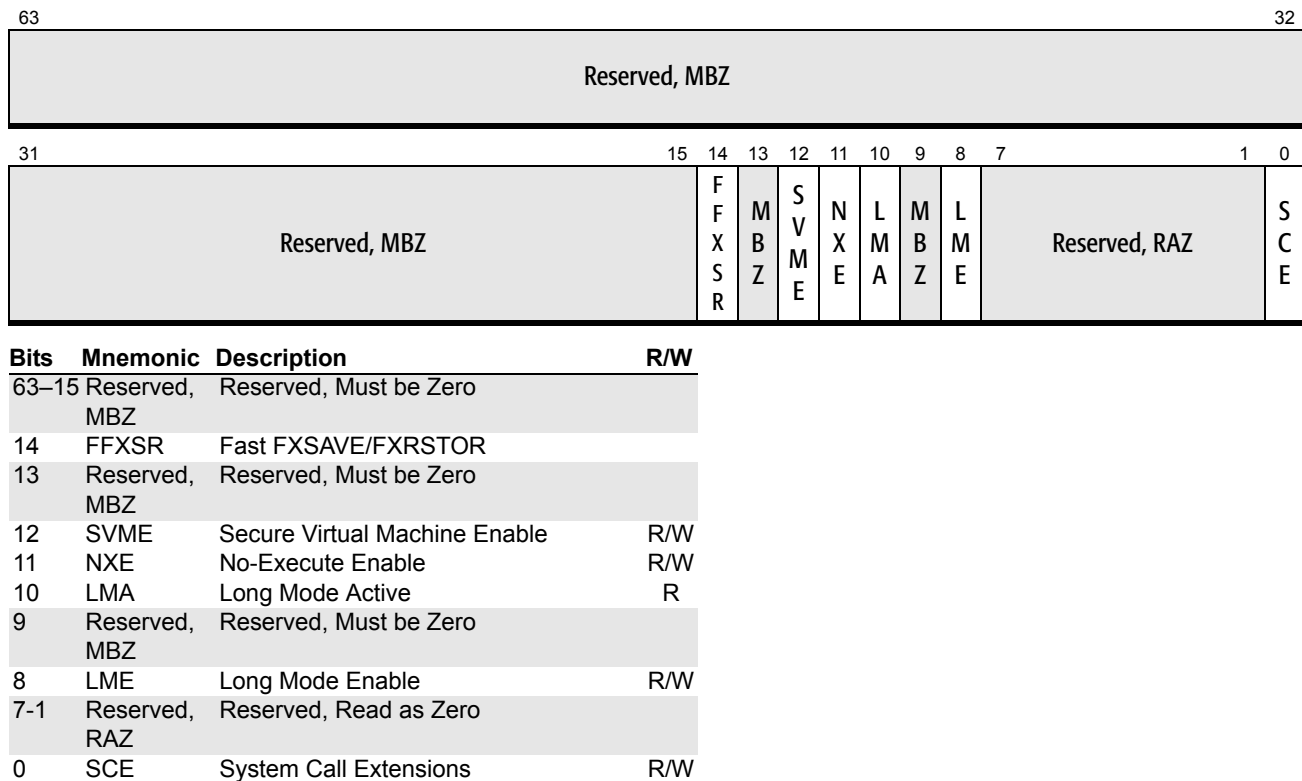 63 32
Reserved, MBZ
31 15 14 13 12 11 10 9 8 7 1 0
Reserved, MBZ
F
F
X
S
R
M
B
Z
S
V
M
E
N
X
E
L
M
A
M
B
Z
L
M
E
Reserved, RAZ
S
C
E
Bits Mnemonic Description R/W
63–15 Reserved, Reserved, Must be Zero
MBZ
14 FFXSR Fast FXSAVE/FXRSTOR
13 Reserved, Reserved, Must be Zero
MBZ
12 SVME Secure Virtual Machine Enable R/W
11 NXE No-Execute Enable R/W
10 LMA Long Mode Active R
9 Reserved, Reserved, Must be Zero
MBZ
8 LME Long Mode Enable R/W
7-1 Reserved, Reserved, Read as Zero
RAZ
0 SCE System Call Extensions R/W